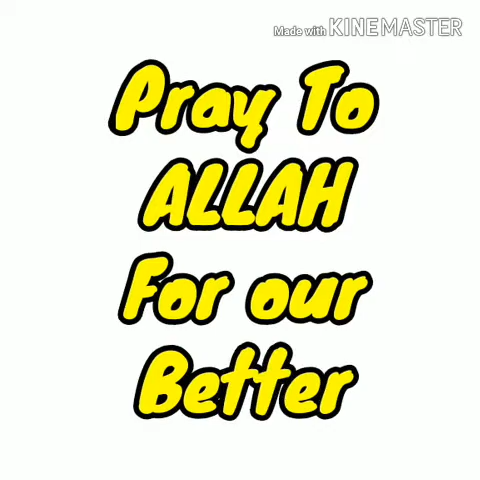 Made with KINEMASTER
Pray To
ALLAH
For our
Better